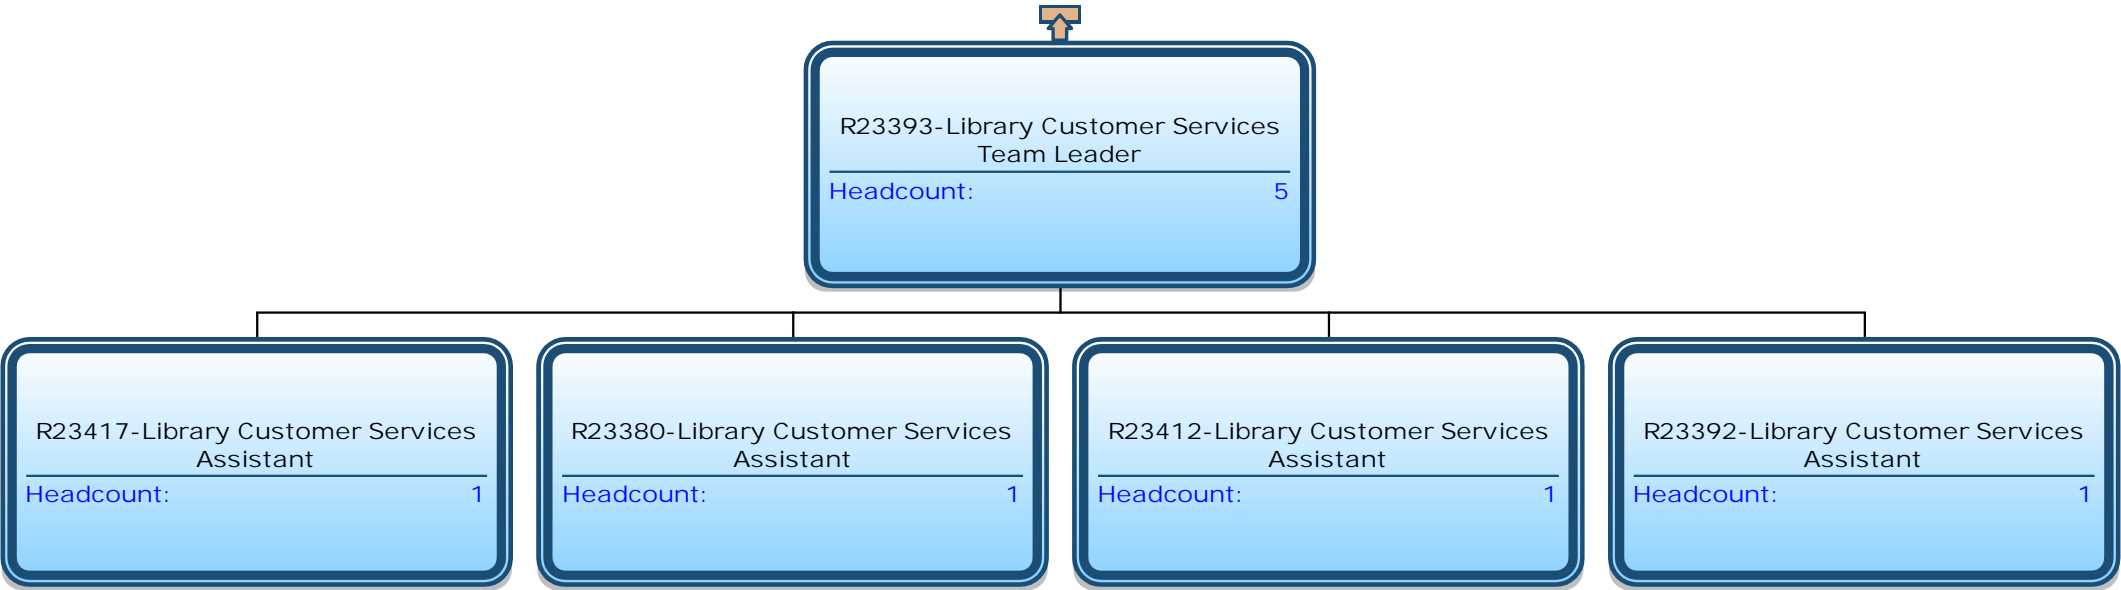 R23393-Library Customer Services
Team Leader
Headcount: 5
R23417-Library Customer Services
Assistant
Headcount: 1
R23380-Library Customer Services
Assistant
Headcount: 1
R23412-Library Customer Services
Assistant
Headcount: 1
R23392-Library Customer Services
Assistant
Headcount: 1